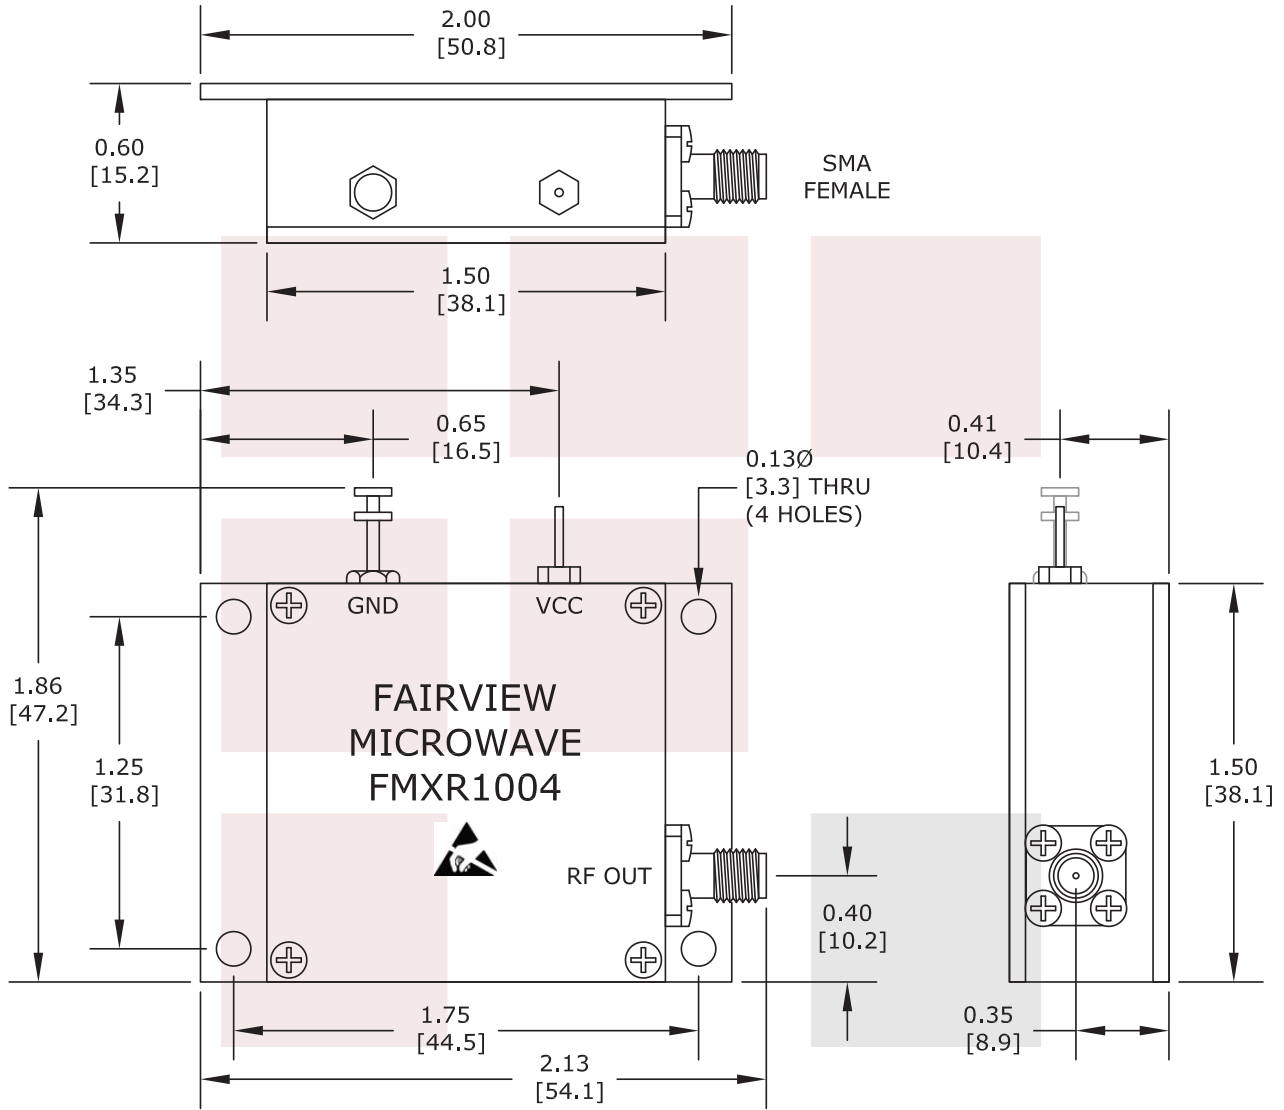 2.00
[50.8]
0.60
[15.2]
SMA
FEMALE
1.50
[38.1]
1.35
[34.3]
0.65
[16.5]
0.41
[10.4]
0.13Ø
[3.3] THRU
(4 HOLES)
GND
VCC
1.86
[47.2]
FAIRVIEW
MICROWAVE
FMXR1004
1.25
[31.8]
1.50
[38.1]
RF OUT
0.40
[10.2]
1.75
[44.5]
0.35
[8.9]
2.13
[54.1]